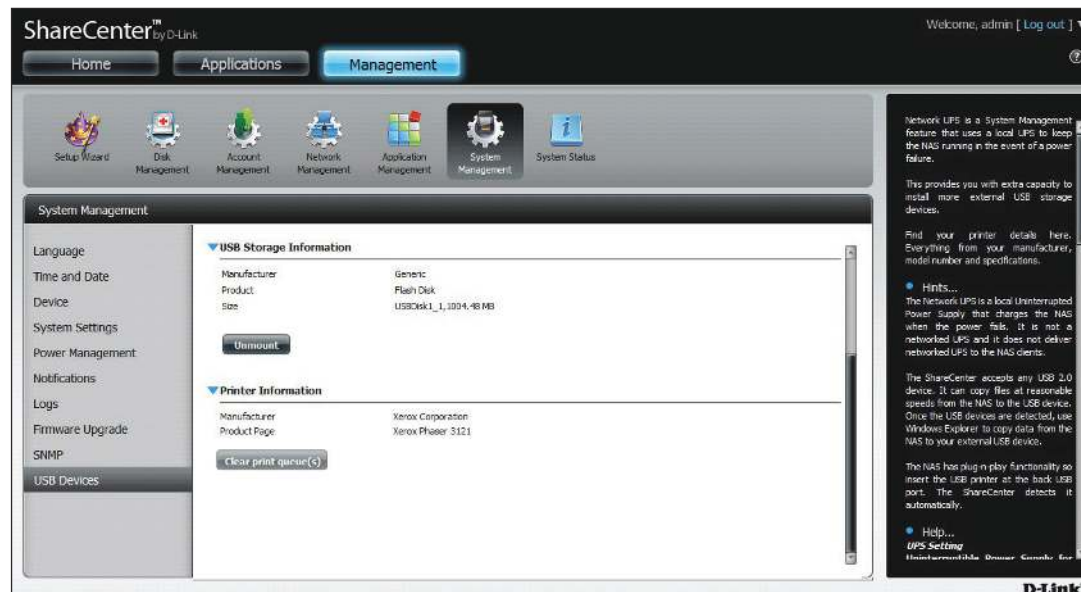 ShareCenter™ by D-Link
Welcome, admin [ Log out ]
Home
Applications
Management
Setup Wizard
Disk
Management
Account
Management
Network
Management
Application
Management
System
Management
System Status
System Management
Language
Time and Date
Device
System Settings
Power Management
Notifications
Logs
Firmware Upgrade
SNMP
USB Devices
USB Storage Information
Manufacturer Generic
Product Flash Disk
Size USBDisk1_1,1004.48 MB
Unmount
Printer Information
Manufacturer Xerox Corporation
Product Page Xerox Phaser 3121
Clear print queue(s)
Network UPS is a System Management
feature that uses a local UPS to keep
the NAS running in the event of a power
failure.
This provides you with extra capacity to
install more external USB storage
devices.
Find your printer details here.
Everything from your manufacturer,
model number and specifications.
Hints...
The Network UPS is a local Uninterrupted
Power Supply that charges the NAS
when the power fails. It is not a
networked UPS and it does not deliver
networked UPS to the NAS clients.
The ShareCenter accepts any USB 2.0
device. It can copy files at reasonable
speeds from the NAS to the USB device.
Once the USB devices are detected, use
Windows Explorer to copy data from the
NAS to your external USB device.
The NAS has plug-n-play functionality so
insert the USB printer at the back USB
port. The ShareCenter detects it
automatically.
Help...
UPS Setting
Uninterruptible Power Supply for
D-Link